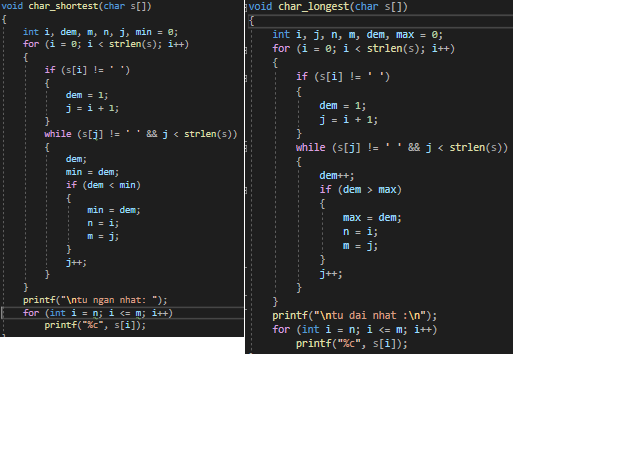 void char_shortest(char s[])
{
int i, dem, m, n, j, min = 0;
for (i = 0; i < strlen(s); i++)
{
if (s[i] != ' ')
{
dem = 1;
j = i + 1;
}
while (s[j] != ' ' && j < strlen(s))
{
dem;
min = dem;
if (dem < min)
{
min = dem;
n = i;
m = j;
}
j++;
}
}
printf("\ntu ngan nhat: ");
for (int i = n; i <= m; i++)
printf("%c", s[i]);
void char_longest(char s[])
{
int i, j, n, m, dem, max = 0;
for (i = 0; i < strlen(s); i++)
{
if (s[i] != ' ')
{
dem = 1;
j = i + 1;
}
while (s[j] != ' ' && j < strlen(s))
{
dem++;
if (dem > max)
{
max = dem;
n = i;
m = j;
}
j++;
}
}
printf("\ntu dai nhat :\n");
for (int i = n; i <= m; i++)
printf("%c", s[i]);